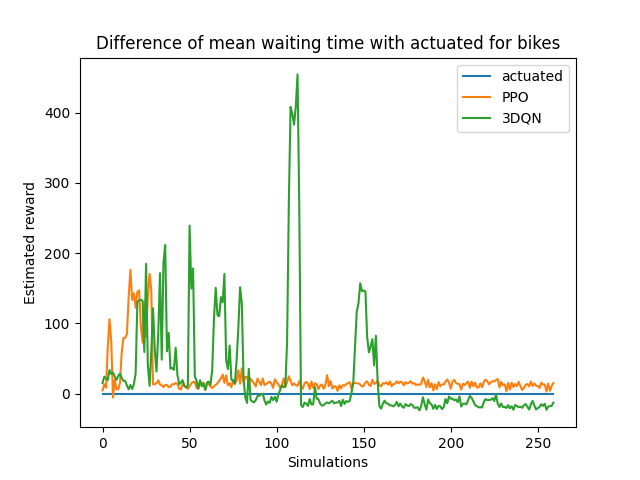 Difference of mean waiting time with actuated for bikes
actuated
PPO
3DQN
Estimated reward
400
300
200
100
0
0 50 100 150 200 250
Simulations